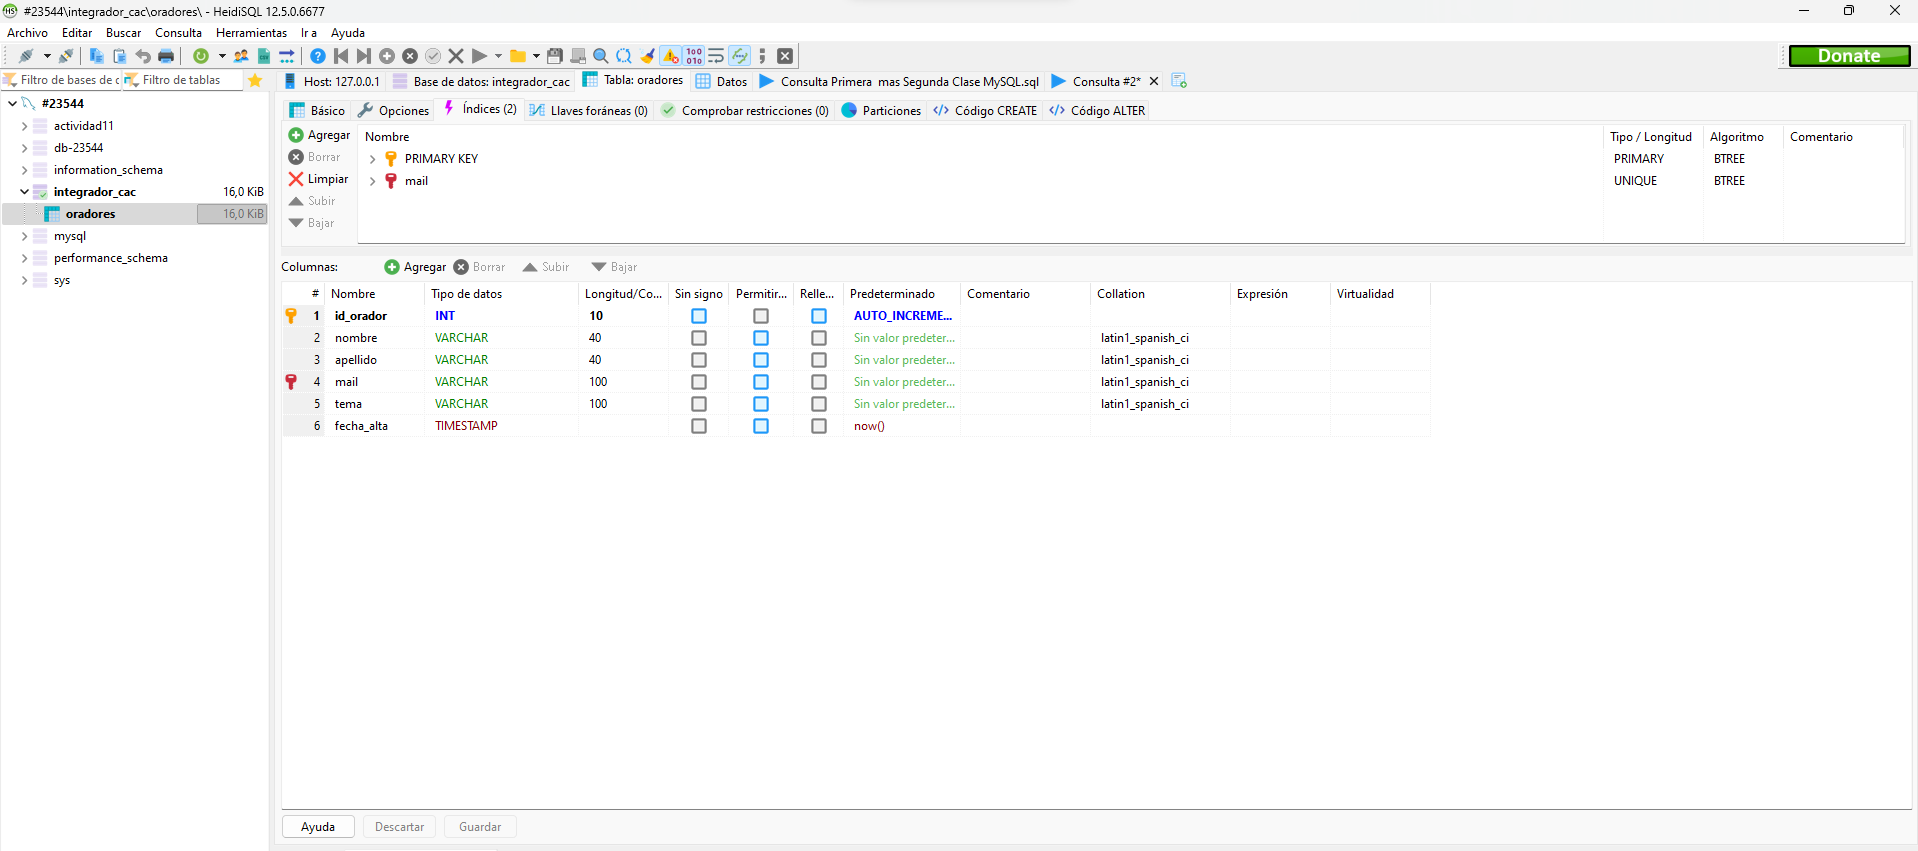 #23544\integrador_cac\oradores\ - HeidiSQL 12.5.0.6677
Archivo Editar Buscar Consulta Herramientas Ir a Ayuda
Donate
Filtro de bases de d Filtro de tablas
Host: 127.0.0.1 Base de datos: integrador_cac Tabla: oradores Datos Consulta Primera mas Segunda Clase MySQL.sql Consulta #2*
#23544
actividad11
db-23544
information_schema
integrador_cac 16,0 KiB
oradores 16,0 KiB
mysql
performance_schema
sys
Básico Opciones Índices (2) Llaves foráneas (0) Comprobar restricciones (0) Particiones Código CREATE Código ALTER
Agregar
Borrar
Limpiar
Subir
Bajar
Nombre Tipo / Longitud Algoritmo Comentario
PRIMARY KEY PRIMARY BTREE
mail UNIQUE BTREE
Columnas: Agregar Borrar Subir Bajar
# Nombre Tipo de datos Longitud/Co... Sin signo Permitir... Relle... Predeterminado Comentario Collation Expresión Virtualidad
1 id_orador INT 10 AUTO_INCREME...
2 nombre VARCHAR 40 Sin valor predeter... latin1_spanish_ci
3 apellido VARCHAR 40 Sin valor predeter... latin1_spanish_ci
4 mail VARCHAR 100 Sin valor predeter... latin1_spanish_ci
5 tema VARCHAR 100 Sin valor predeter... latin1_spanish_ci
6 fecha_alta TIMESTAMP now()
Ayuda Descartar Guardar